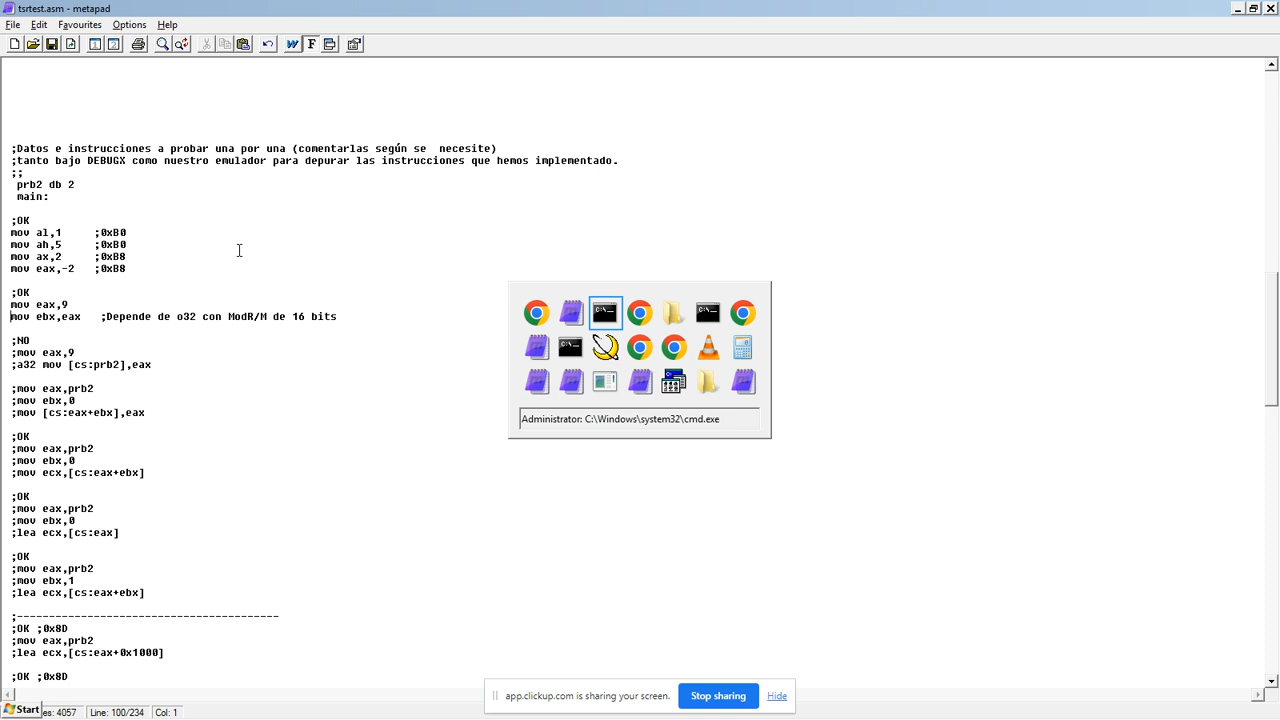 tsrtest.asm - metapad
File Edit Favourites Options Help
;Datos e instrucciones a probar una por una (comentarlas según se  necesite)
;tanto bajo DEBUGX como nuestro emulador para depurar las instrucciones que hemos implementado.
;;
 prb2 db 2
 main:
;OK
mov al,1    ;0xB0
mov ah,5    ;0xB0
mov ax,2    ;0xB8
mov eax,-2   ;0xB8
;OK
mov eax,9
mov ebx,eax   ;Depende de o32 con ModR/M de 16 bits
;NO
;mov eax,9
;a32 mov [cs:prb2],eax
;mov eax,prb2
;mov ebx,0
;mov [cs:eax+ebx],eax
;OK
;mov eax,prb2
;mov ebx,0
;mov ecx,[cs:eax+ebx]
;OK
;mov eax,prb2
;mov ebx,0
;lea ecx,[cs:eax]
;OK
;mov eax,prb2
;mov ebx,1
;lea ecx,[cs:eax+ebx]
;-----------------------------------------
;OK ;0x8D
;mov eax,prb2
;lea ecx,[cs:eax+0x1000]
;OK ;0x8D
Administrator: C:\Windows\system32\cmd.exe
app.clickup.com is sharing your screen. Stop sharing Hide
Start es: 4057 Line: 100/234 Col: 1